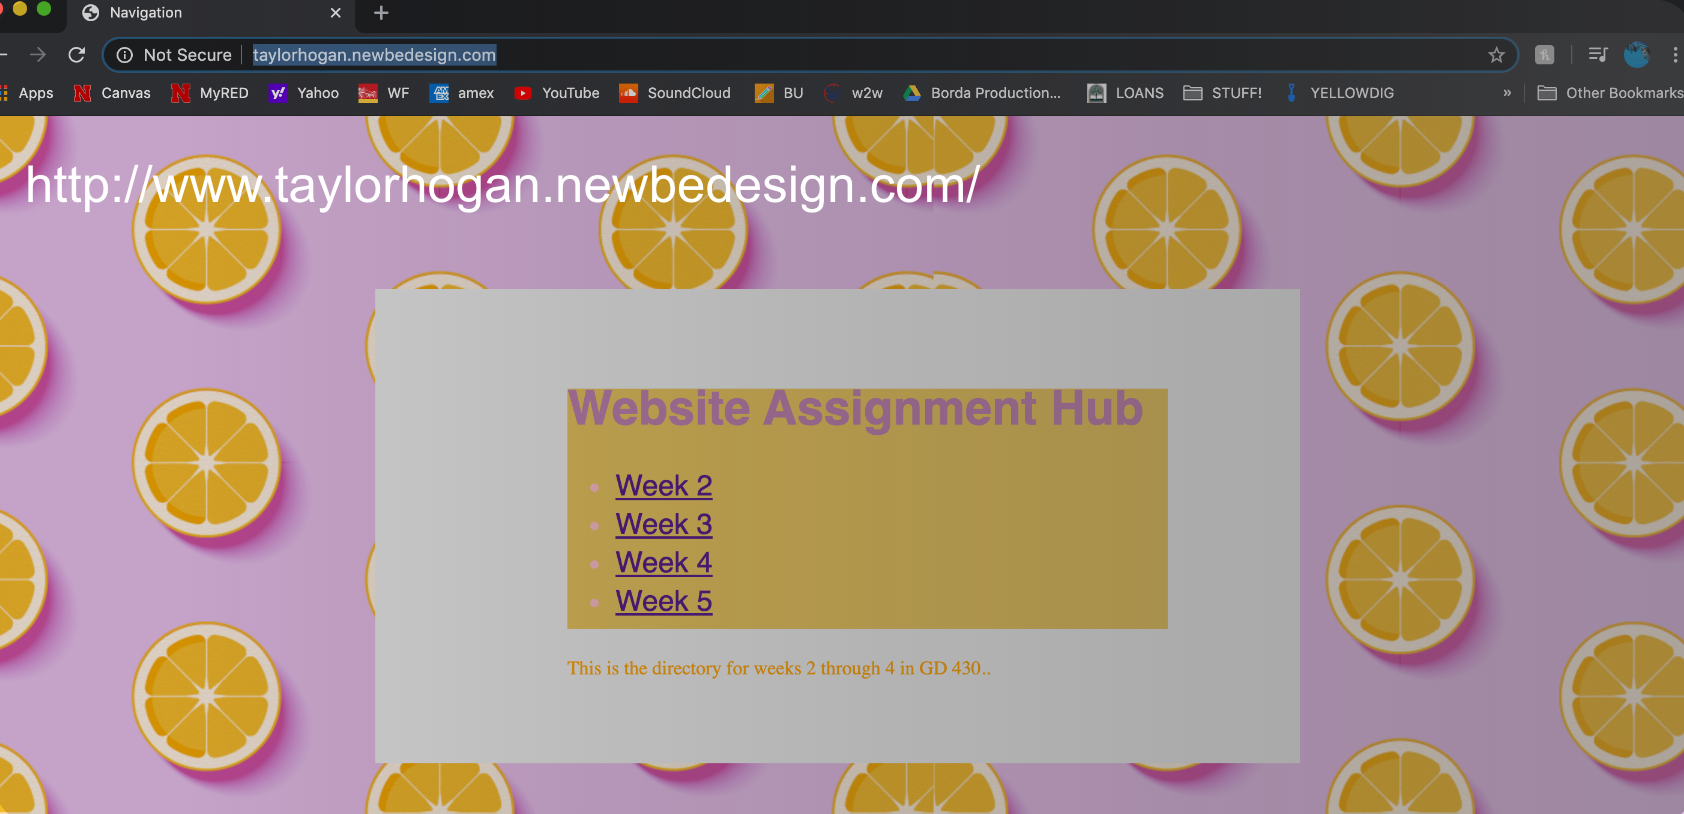 Navigation
Not Secure taylorhogan.newbedesign.com
Apps Canvas MyRED Yahoo WF amex YouTube SoundCloud BU w2w Borda Production... LOANS STUFF! YELLOWDIG » Other Bookmarks
http://www.taylorhogan.newbedesign.com/
Website Assignment Hub
Week 2
Week 3
Week 4
Week 5
This is the directory for weeks 2 through 4 in GD 430..